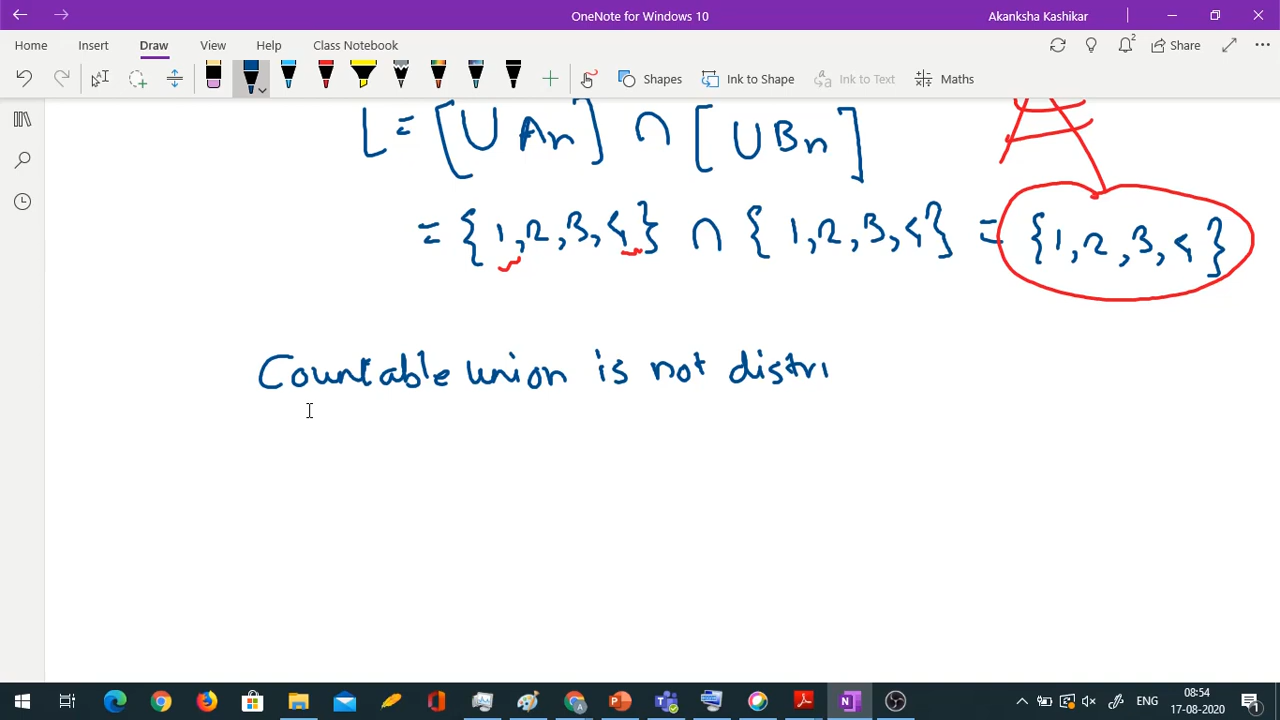 OneNote for Windows 10
Akanksha Kashikar
Home Insert Draw View Help Class Notebook Share
Shapes Ink to Shape Ink to Text Maths
L = [∪ An] ∩ [∪ Bn]
= {1,2,3,4} ∩ {1,2,3,4} = {1,2,3,4}
Countable union is not distri
ENG 08:54
17-08-2020